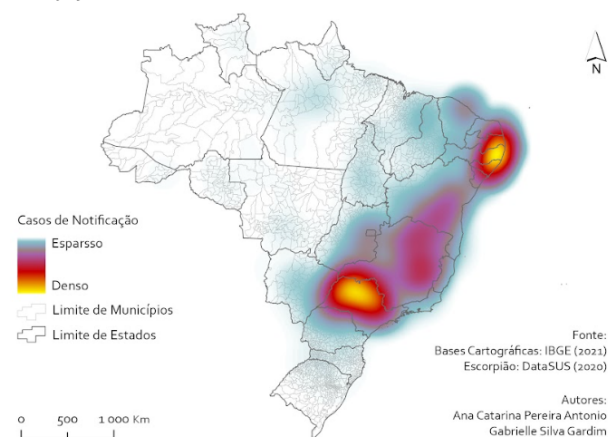 N
Casos de Notificação
Esparsso
Denso
Limite de Municípios
Limite de Estados
0 500 1 000 Km
Fonte:
Bases Cartográficas: IBGE (2021)
Escorpião: DataSUS (2020)
Autores:
Ana Catarina Pereira Antonio
Gabrielle Silva Gardim